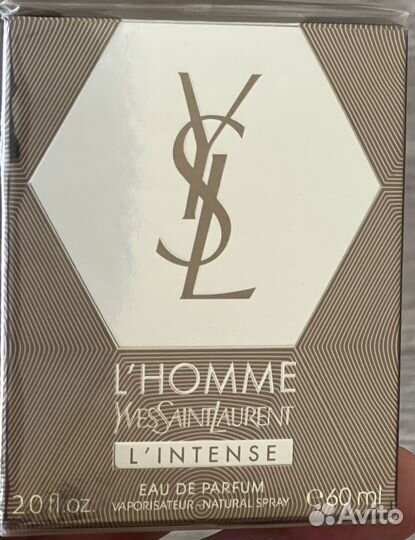 YSL
L'HOMME
YVESSAINTLAURENT
L'INTENSE
EAU DE PARFUM
VAPORISATEUR-NATURAL SPRAY
2.0 fl.oz.
℮60 ml
Avito